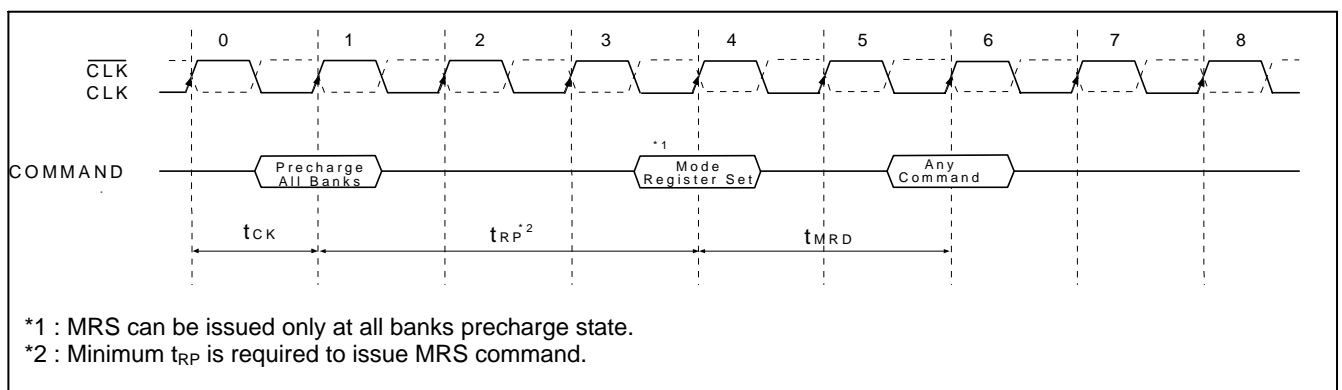 0 1 2 3 4 5 6 7 8
CLK
CLK
*1
COMMAND
Precharge
All Banks
Mode
Register Set
Any
Command
tCK
tRP*2
tMRD
*1 : MRS can be issued only at all banks precharge state.
*2 : Minimum tRP is required to issue MRS command.